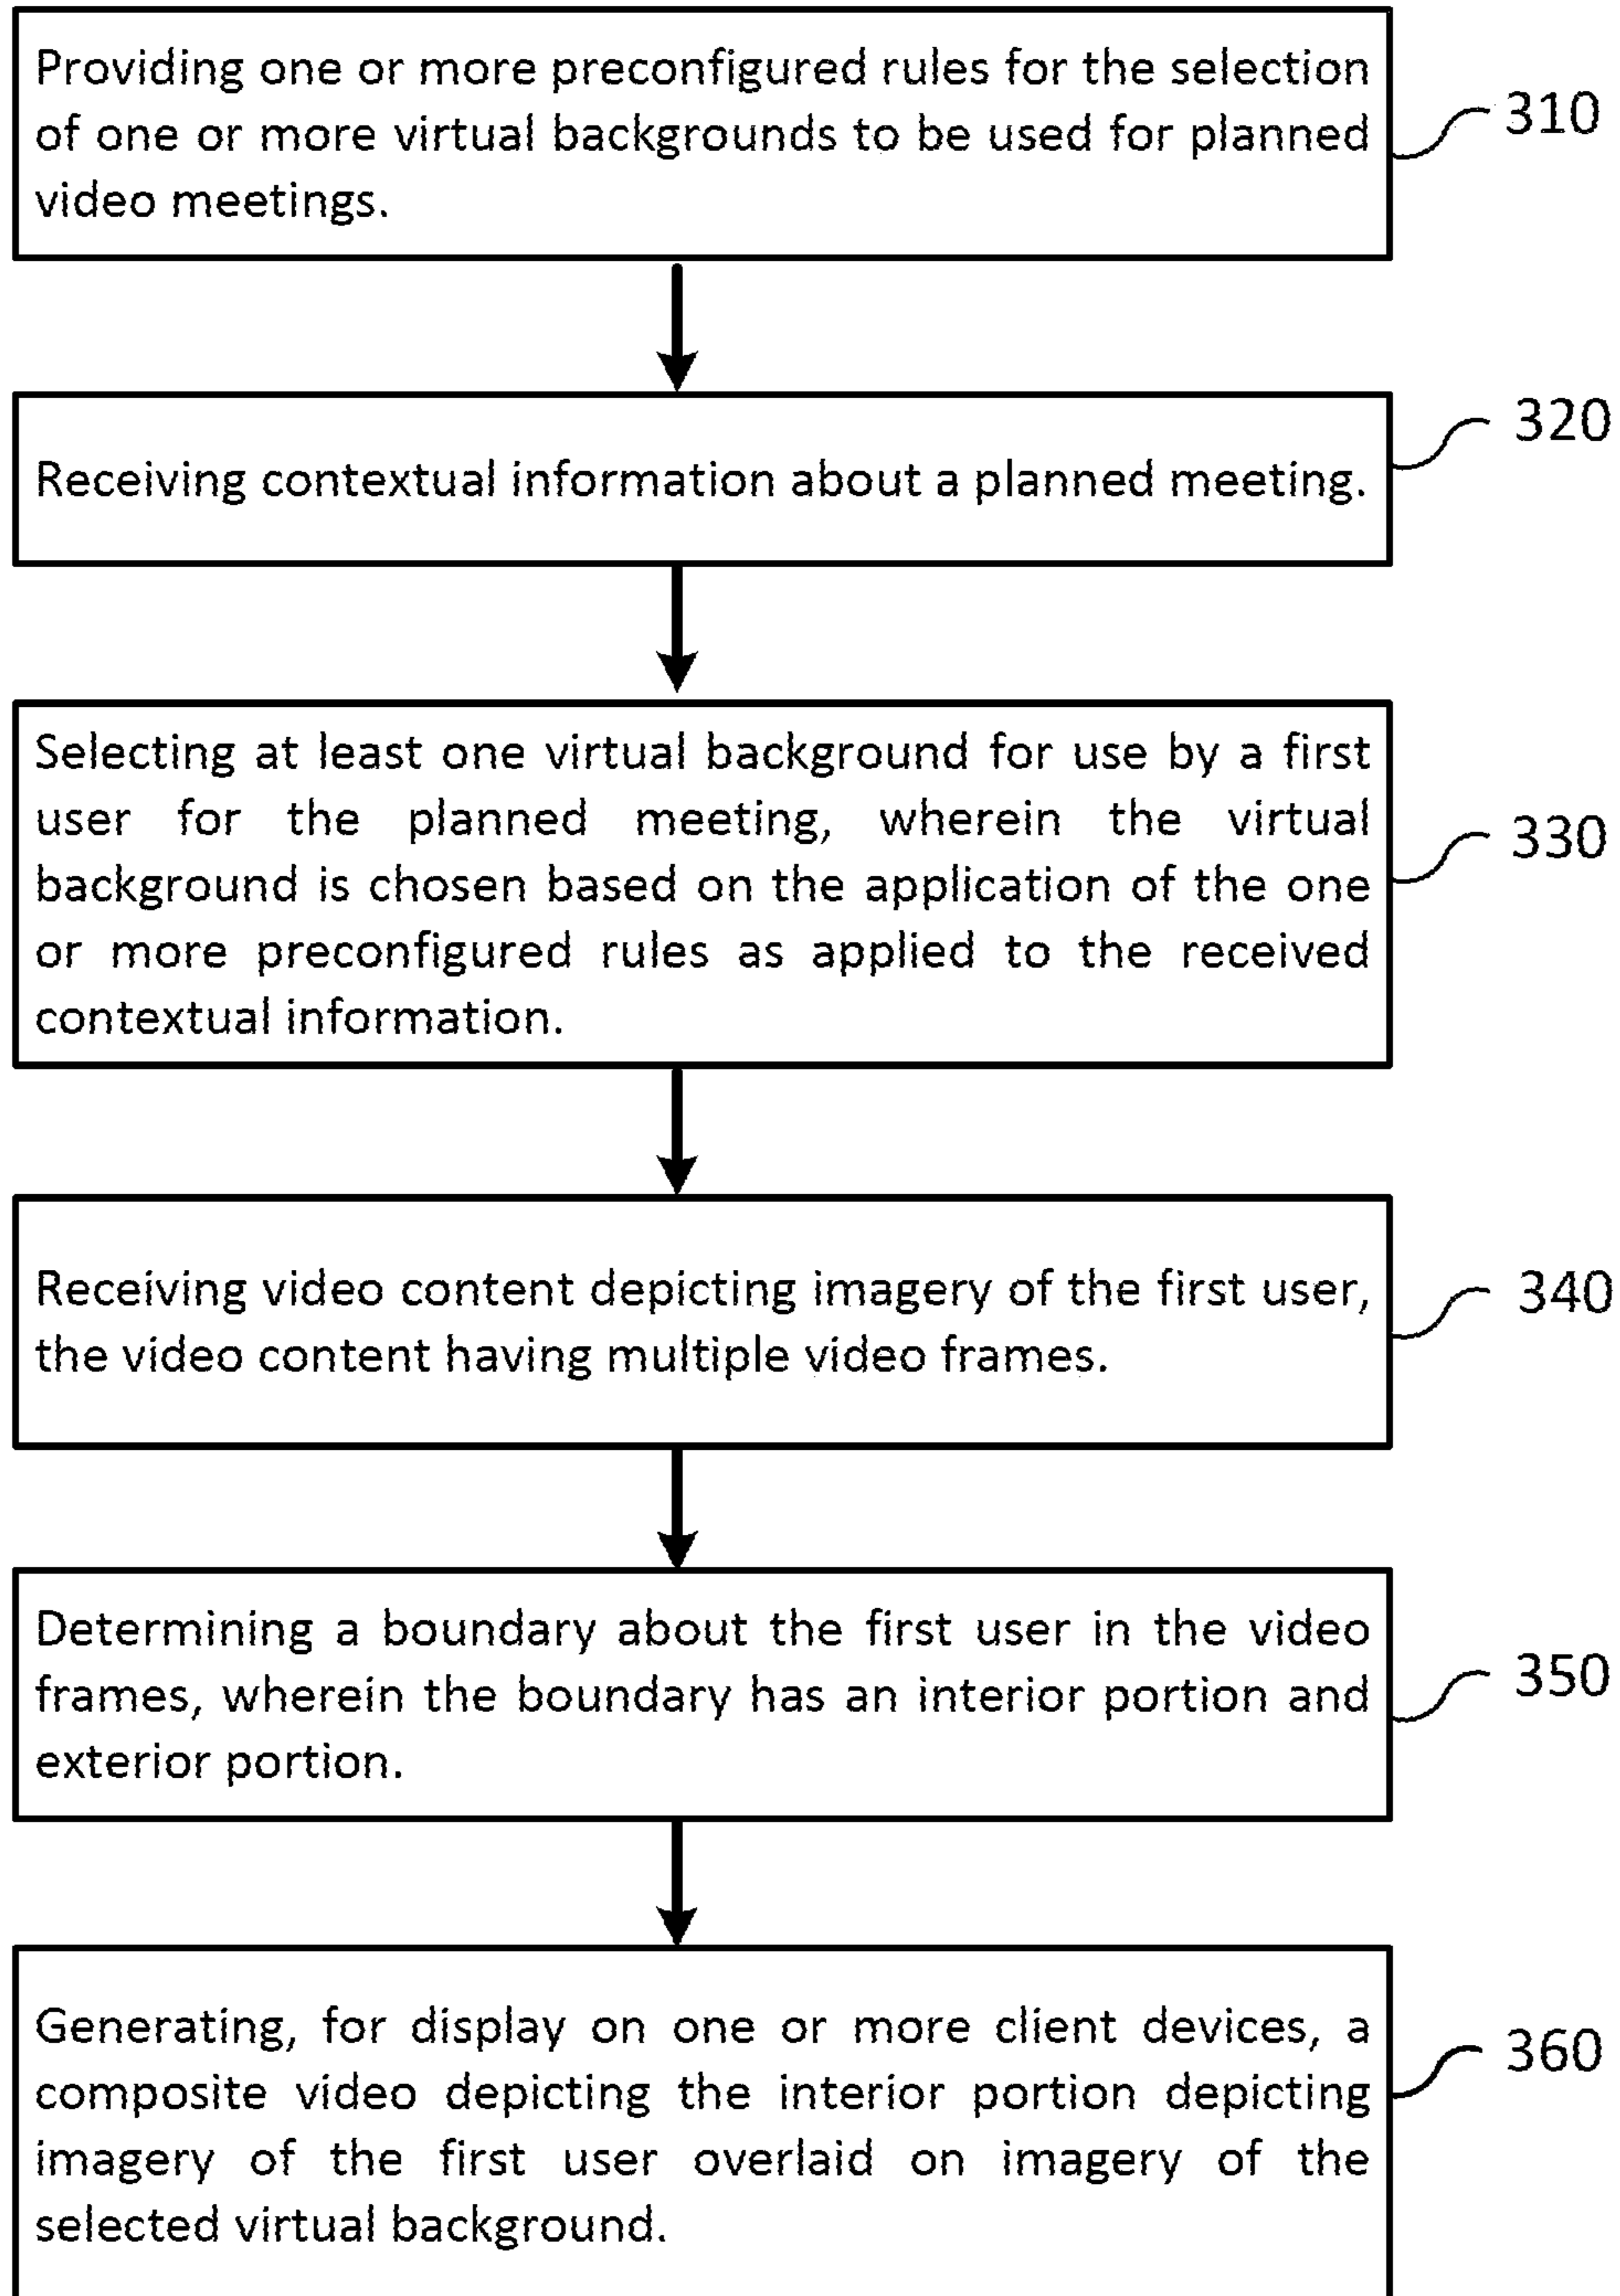 Providing one or more preconfigured rules for the selection
of one or more virtual backgrounds to be used for planned
video meetings.
310
Receiving contextual information about a planned meeting.
320
Selecting at least one virtual background for use by a first
user for the planned meeting, wherein the virtual
background is chosen based on the application of the one
or more preconfigured rules as applied to the received
contextual information.
330
Receiving video content depicting imagery of the first user,
the video content having multiple video frames.
340
Determining a boundary about the first user in the video
frames, wherein the boundary has an interior portion and
exterior portion.
350
Generating, for display on one or more client devices, a
composite video depicting the interior portion depicting
imagery of the first user overlaid on imagery of the
selected virtual background.
360